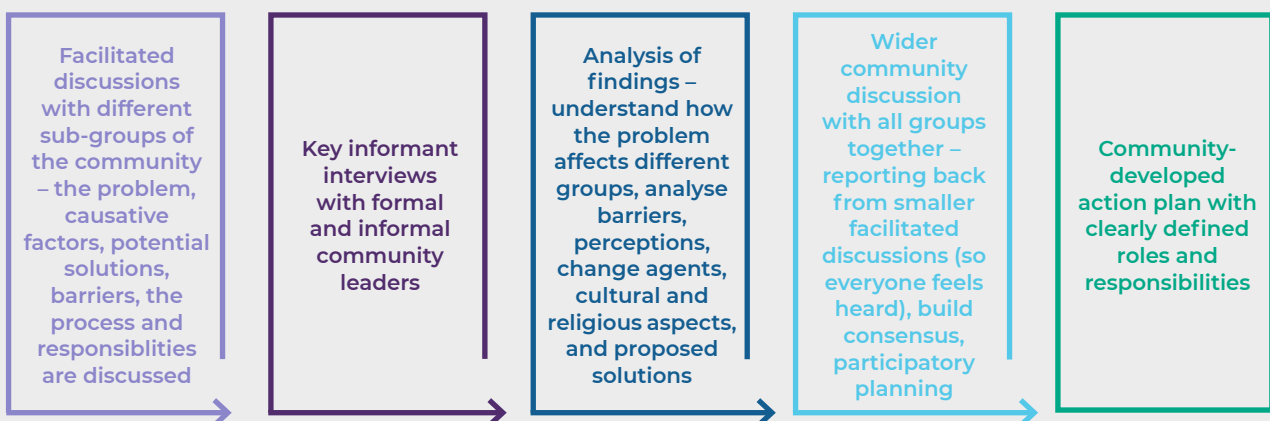 Facilitated
discussions
with different
sub-groups of
the community
– the problem,
causative
factors, potential
solutions,
barriers, the
process and
responsiblities
are discussed
Key informant
interviews
with formal
and informal
community
leaders
Analysis of
findings –
understand how
the problem
affects different
groups, analyse
barriers,
perceptions,
change agents,
cultural and
religious aspects,
and proposed
solutions
Wider
community
discussion
with all groups
together –
reporting back
from smaller
facilitated
discussions (so
everyone feels
heard), build
consensus,
participatory
planning
Community-
developed
action plan with
clearly defined
roles and
responsibilities